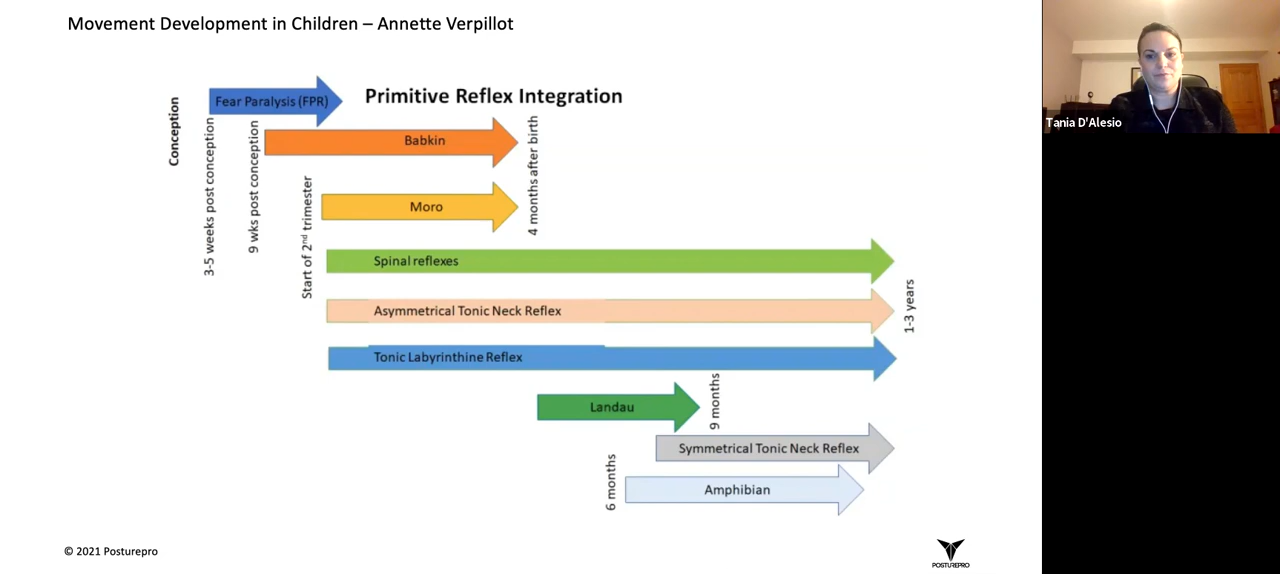 Movement Development in Children – Annette Verpillot
Tania D'Alesio
Primitive Reflex Integration
Conception
Fear Paralysis (FPR)
3-5 weeks post conception
9 wks post conception
Babkin
4 months after birth
Start of 2nd trimester
Moro
Spinal reflexes
Asymmetrical Tonic Neck Reflex
1-3 years
Tonic Labyrinthine Reflex
Landau
9 months
Symmetrical Tonic Neck Reflex
6 months
Amphibian
© 2021 Posturepro
POSTUREPRO